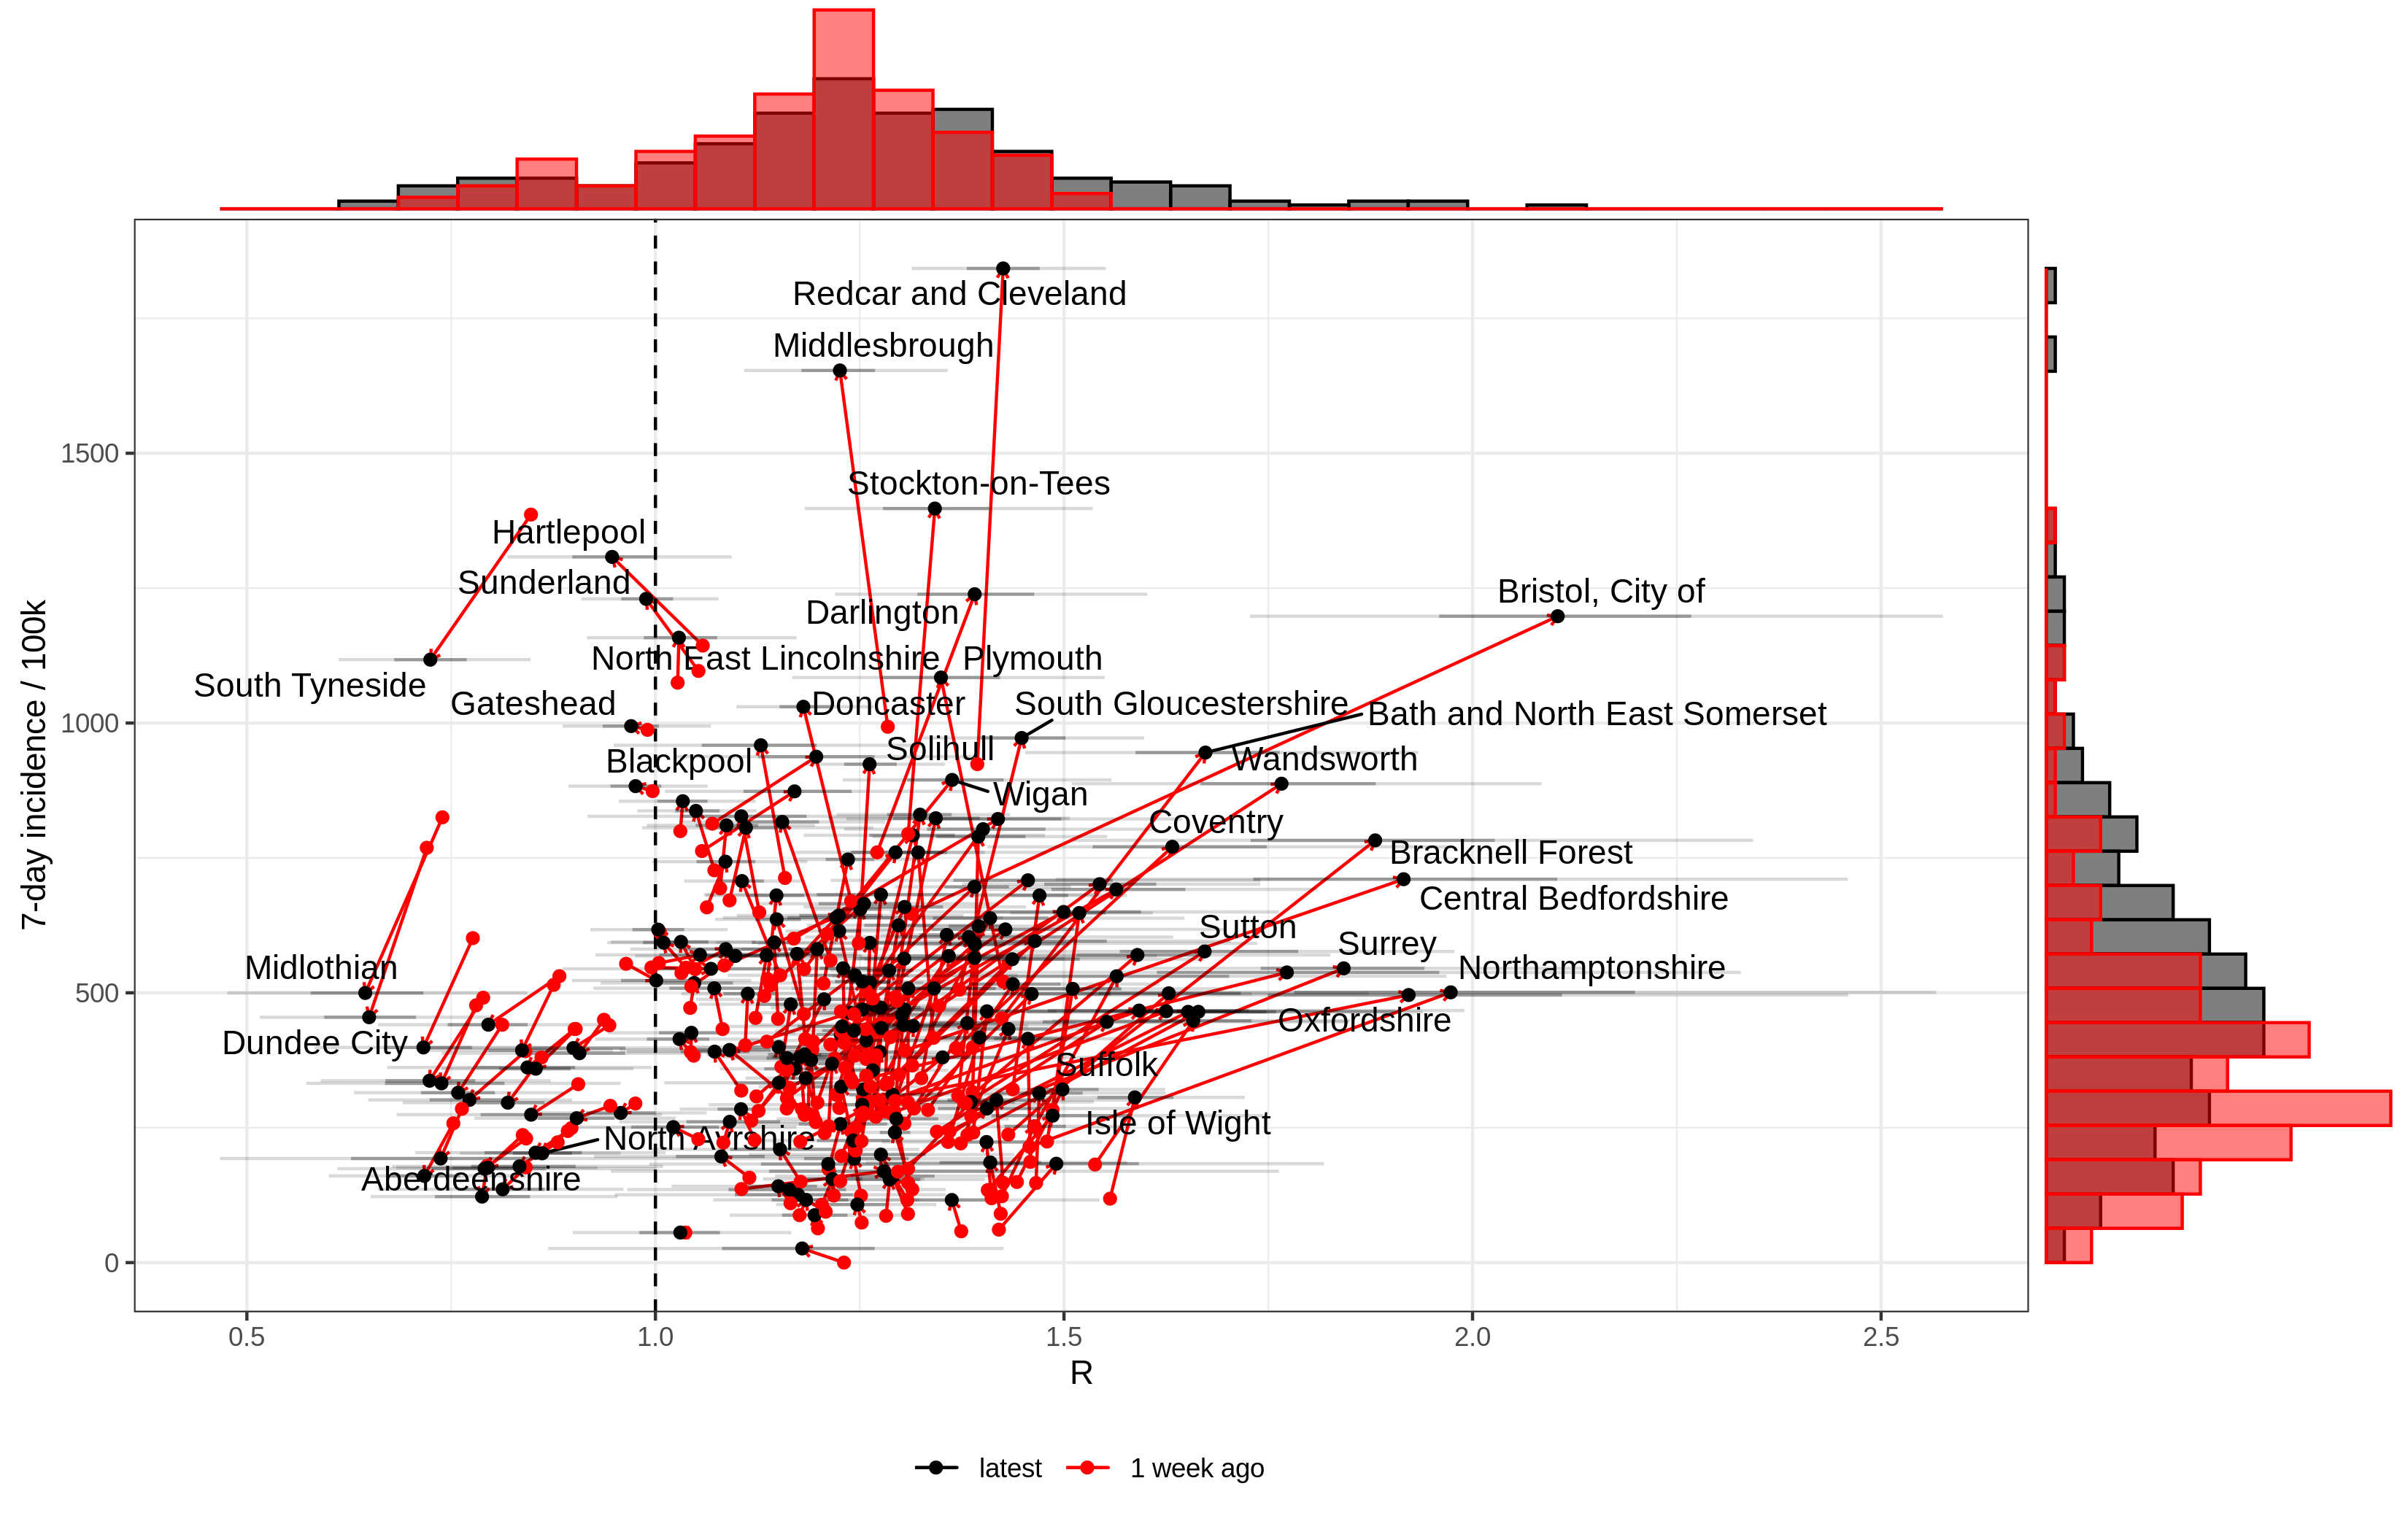 Redcar and Cleveland
Middlesbrough
1500
Stockton-on-Tees
Hartlepool
Sunderland
Bristol, City of
Darlington
North East Lincolnshire
Plymouth
South Tyneside
Gateshead
Doncaster
South Gloucestershire
Bath and North East Somerset
1000
Solihull
Blackpool
Wandsworth
Wigan
Coventry
Bracknell Forest
Central Bedfordshire
7-day incidence / 100k
Sutton
Surrey
Midlothian
Northamptonshire
500
Oxfordshire
Dundee City
Suffolk
Isle of Wight
North Ayrshire
Aberdeenshire
0
0.5 1.0 1.5 2.0 2.5
R
latest 1 week ago